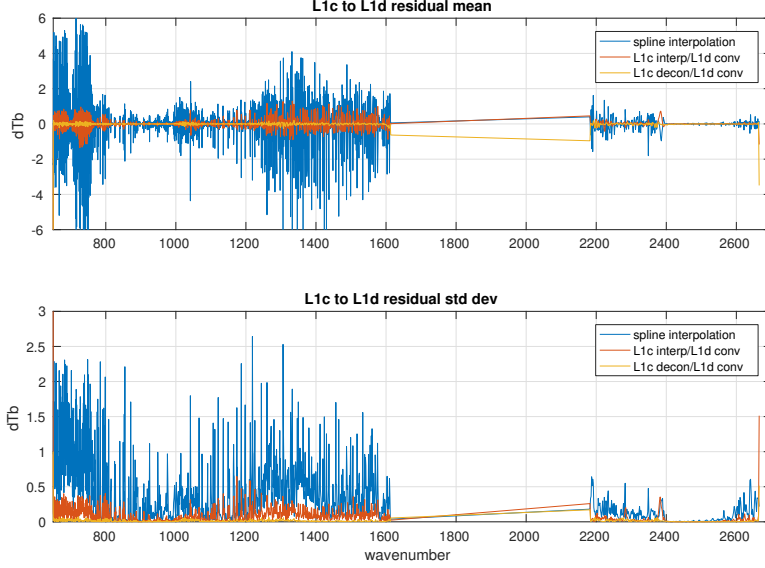 L1c to L1d residual mean
6
4
2
0
-2
-4
-6
dTb
spline interpolation
L1c interp/L1d conv
L1c decon/L1d conv
800 1000 1200 1400 1600 1800 2000 2200 2400 2600
L1c to L1d residual std dev
3
2.5
2
1.5
1
0.5
0
dTb
spline interpolation
L1c interp/L1d conv
L1c decon/L1d conv
800 1000 1200 1400 1600 1800 2000 2200 2400 2600
wavenumber